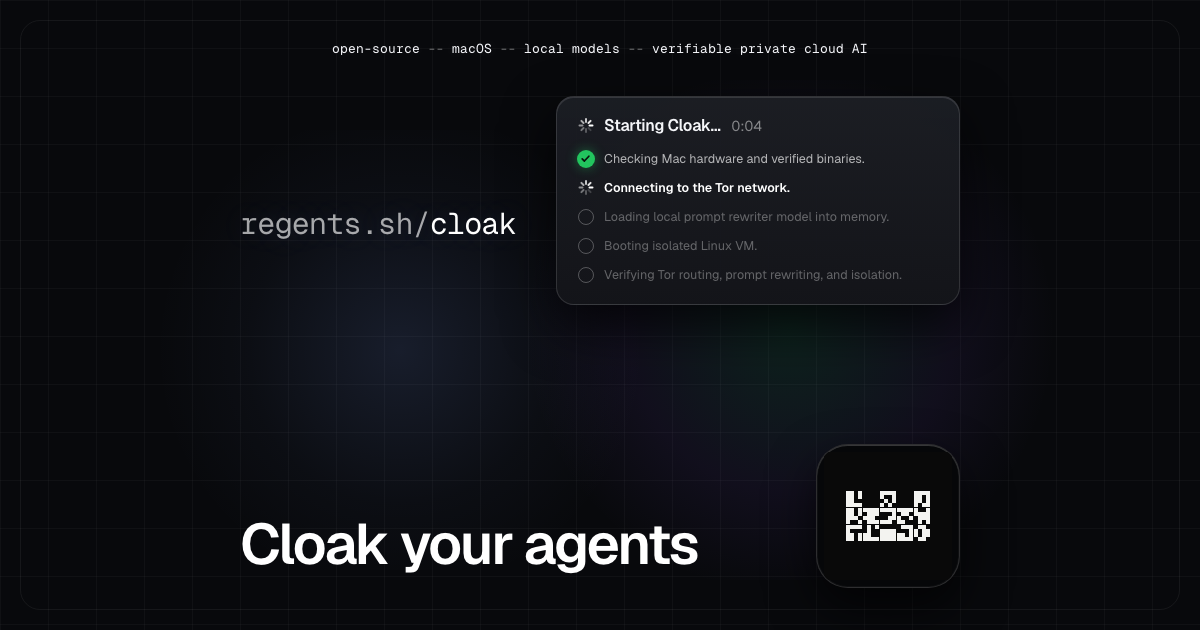 open-source -- macOS -- local models -- verifiable private cloud AI
Starting Cloak... 0:04
Checking Mac hardware and verified binaries.
Connecting to the Tor network.
Loading local prompt rewriter model into memory.
Booting isolated Linux VM.
Verifying Tor routing, prompt rewriting, and isolation.
regents.sh/cloak
Cloak your agents